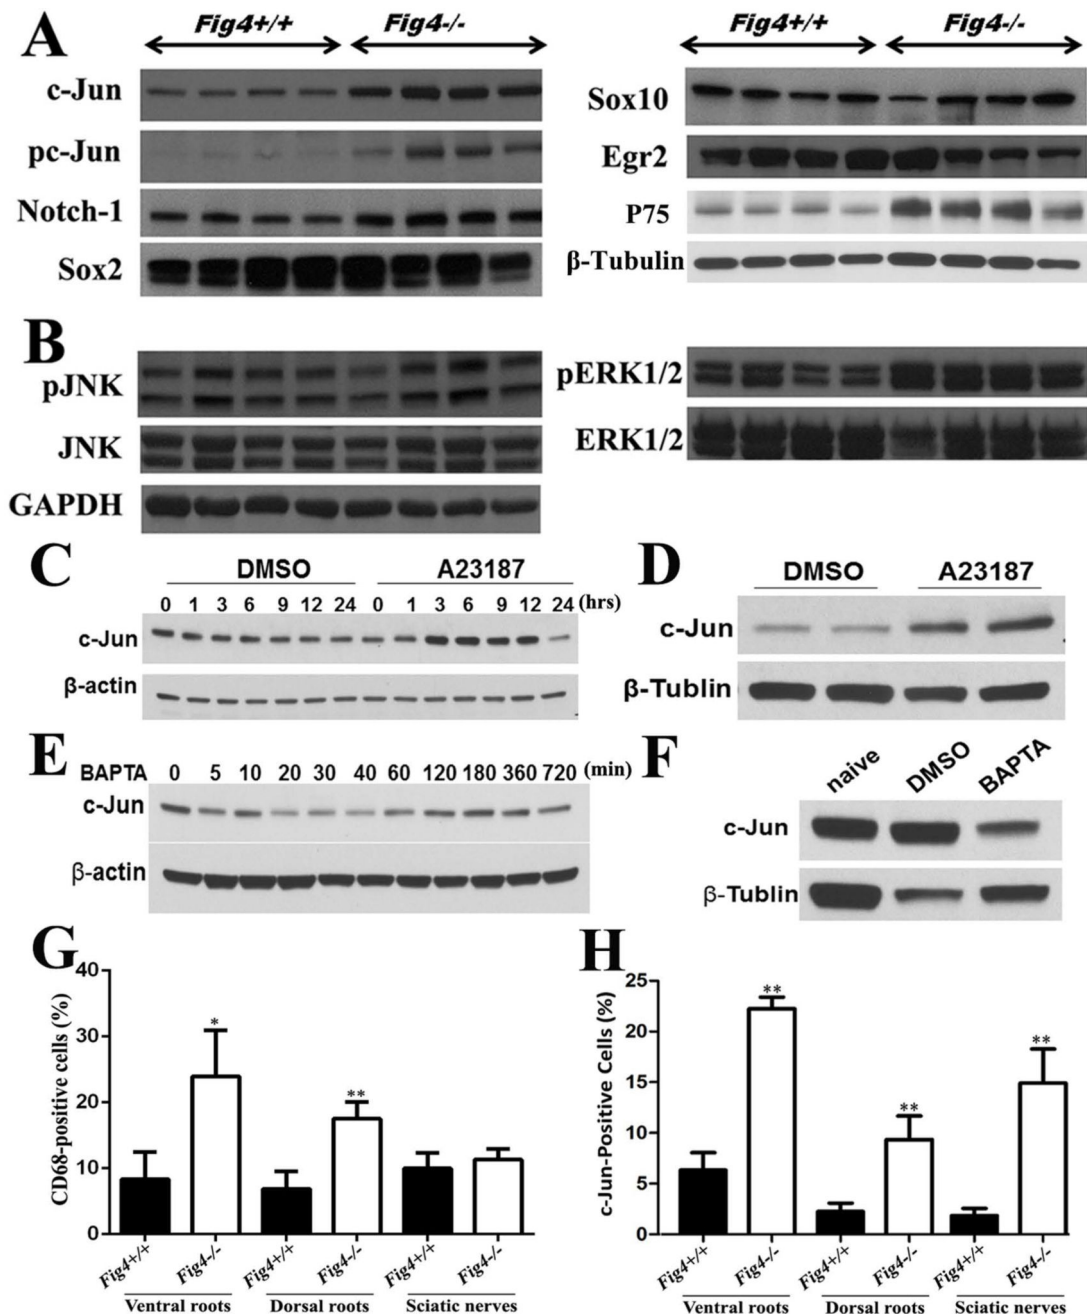 A
Fig4+/+ Fig4-/-
c-Jun
pc-Jun
Notch-1
Sox2
Fig4+/+ Fig4-/-
Sox10
Egr2
P75
β-Tubulin
B
pJNK
JNK
GAPDH
pERK1/2
ERK1/2
C
DMSO A23187
0 1 3 6 9 12 24 0 1 3 6 9 12 24 (hrs)
c-Jun
β-actin
D
DMSO A23187
c-Jun
β-Tublin
E
BAPTA 0 5 10 20 30 40 60 120 180 360 720 (min)
c-Jun
β-actin
F
naive DMSO BAPTA
c-Jun
β-Tublin
G
CD68-positive cells (%)
40
30
20
10
0
* **
Fig4+/+ Fig4-/- Fig4+/+ Fig4-/- Fig4+/+ Fig4-/-
Ventral roots Dorsal roots Sciatic nerves
H
c-Jun-Positive Cells (%)
25
20
15
10
5
0
** ** **
Fig4+/+ Fig4-/- Fig4+/+ Fig4-/- Fig4+/+ Fig4-/-
Ventral roots Dorsal roots Sciatic nerves